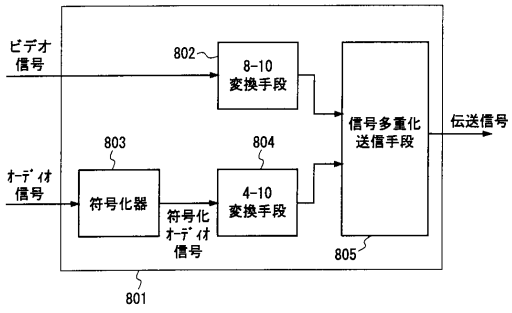 ビデオ
信号
802
8-10
変換手段
信号多重化
送信手段
伝送信号
803
804
ｵｰﾃﾞｨｵ
信号
符号化器
符号化
ｵｰﾃﾞｨｵ
信号
4-10
変換手段
805
801